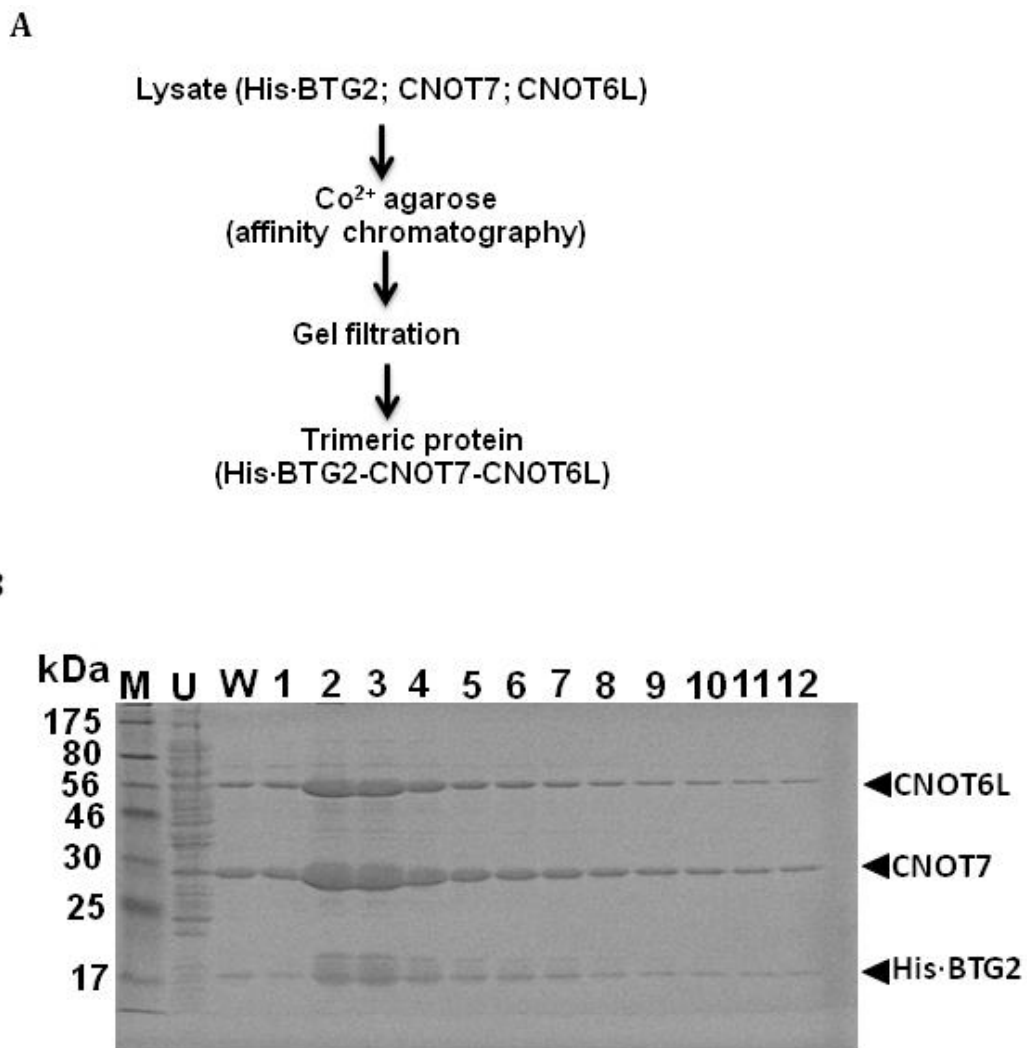 A
Lysate (His·BTG2; CNOT7; CNOT6L)
Co²⁺ agarose
(affinity chromatography)
Gel filtration
Trimeric protein
(His·BTG2-CNOT7-CNOT6L)
kDa M U W 1 2 3 4 5 6 7 8 9 10 11 12
175
80
56 CNOT6L
46
30 CNOT7
25
17 His·BTG2